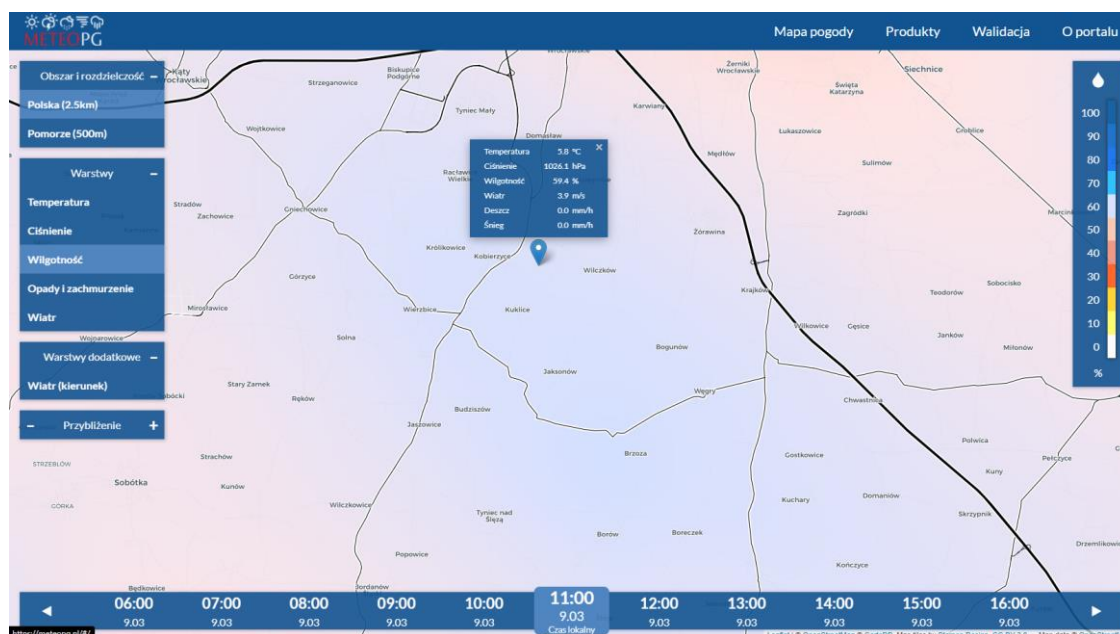 METEOPG
Mapa pogody
Produkty
Walidacja
O portalu
Obszar i rozdzielczość –
Polska (2.5km)
Pomorze (500m)
Warstwy –
Temperatura
Ciśnienie
Wilgotność
Opady i zachmurzenie
Wiatr
Warstwy dodatkowe –
Wiatr (kierunek)
– Przybliżenie +
Temperatura 5.8 °C ×
Ciśnienie 1026.1 hPa
Wilgotność 59.4 %
Wiatr 3.9 m/s
Deszcz 0.0 mm/h
Śnieg 0.0 mm/h
Kąty
Strzeganowice
Biskupice
Podgórne
Tyniec Mały
Domasław
Karwiany
Żerniki
Wrocławskie
Święta
Katarzyna
Siechnice
Łukaszowice
Groblice
Mędłów
Sulimów
Wojtkowice
Stradów
Zachowice
Gniechowice
Zagródki
Królikowice
Kobierzyce
Żórawina
Wilczków
Górzyce
Krajków
Teodorów
Sobocisko
Mirosławice
Wierzbice
Kuklice
Wilkowice
Gęsice
Janków
Miłonów
Wojnarowice
Solna
Bogunów
Jaksonów
Stary Zamek
Ręków
Węgry
Chwastnica
Budziszów
Jaszowice
Polwica
Brzoza
Gostkowice
Pełczyce
STRZEBLÓW
Strachów
Kuny
Sobótka
Kunów
Kuchary
Domaniów
GÓRKA
Wilczkowice
Tyniec nad
Ślęzą
Skrzypnik
Borów
Boreczek
Popowice
Kończyce
Będkowice
Jordanów
100
90
80
70
60
50
40
30
20
10
0
%
◄ 06:00 07:00 08:00 09:00 10:00 11:00 12:00 13:00 14:00 15:00 16:00 ►
9.03 9.03 9.03 9.03 9.03 9.03 9.03 9.03 9.03 9.03 9.03
Czas lokalny
https://meteopg.pl/#/